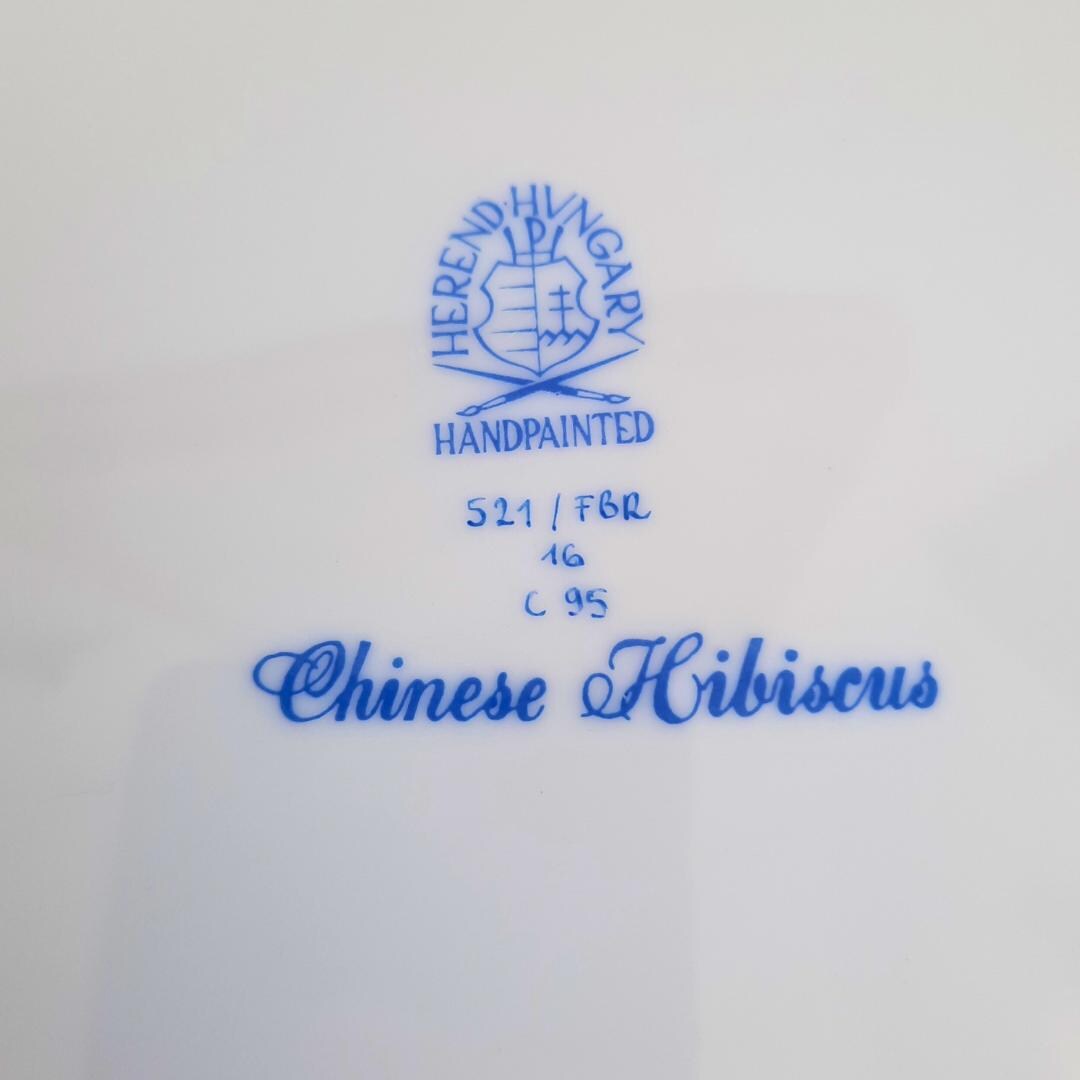 HEREND·HVNGARY
P
HANDPAINTED
521 / FBR
16
C 95
Chinese Hibiscus